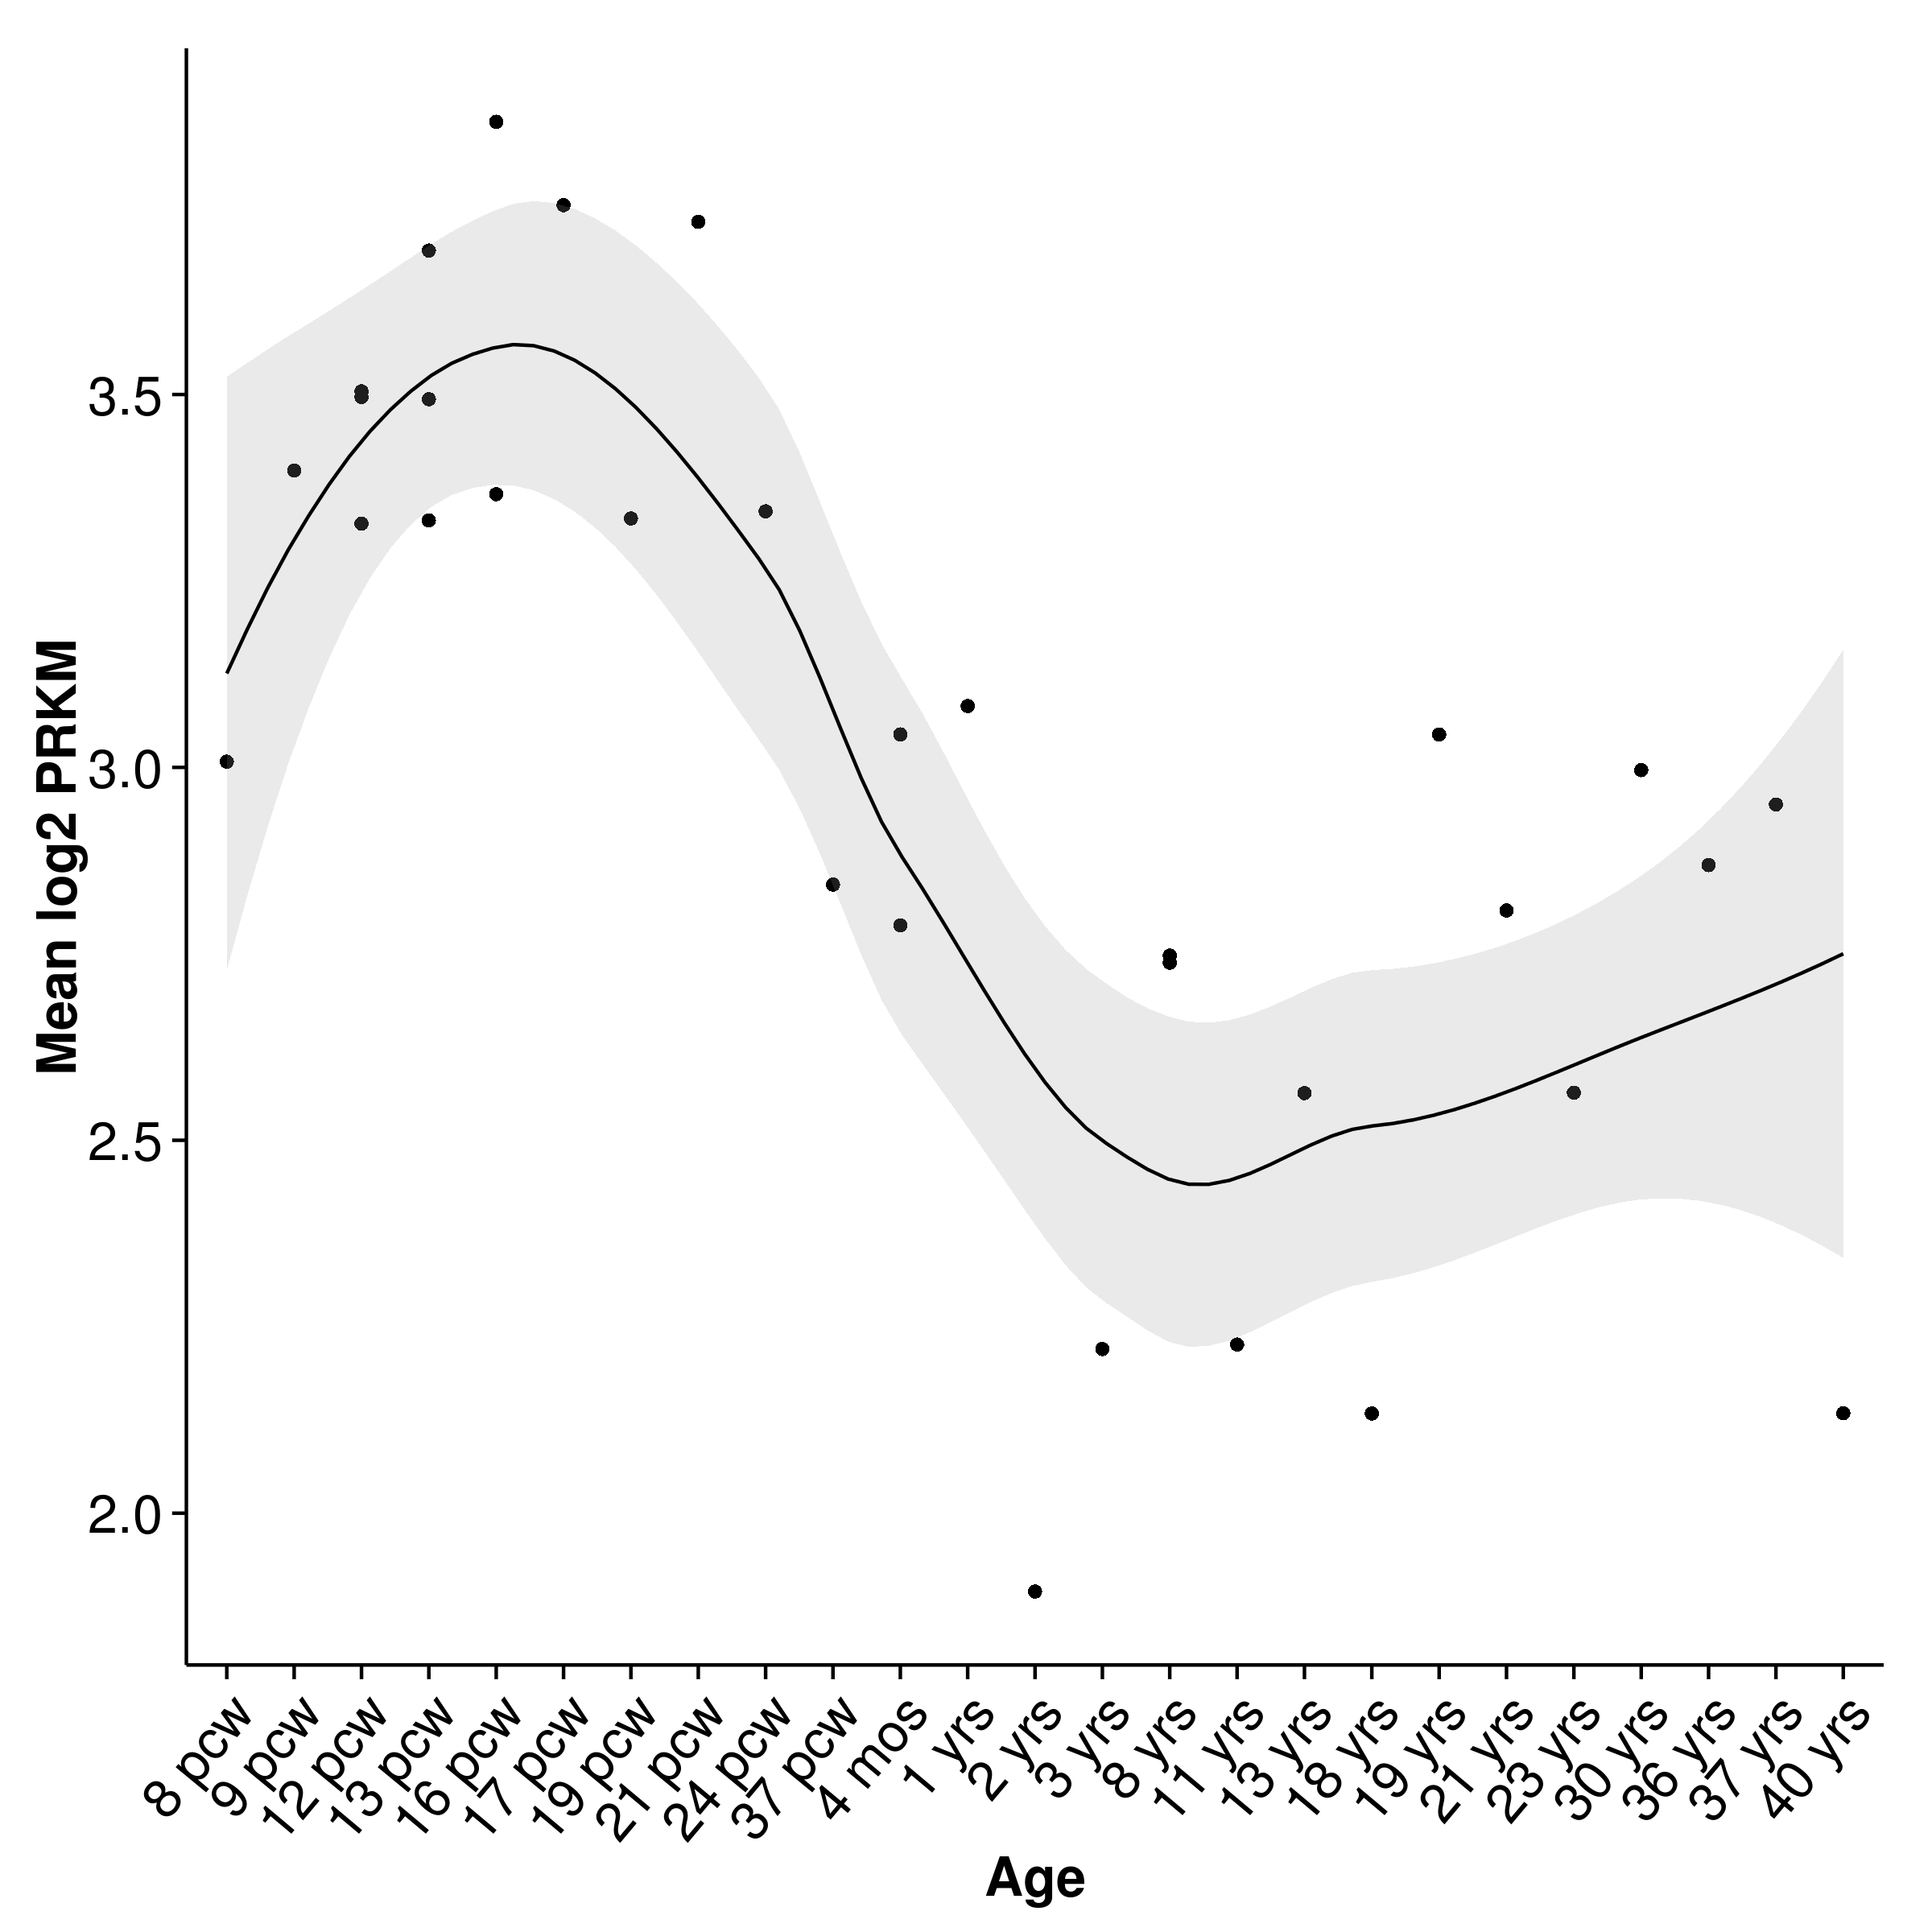 Mean log2 PRKM
3.5
3.0
2.5
2.0
8 pcw
9 pcw
12 pcw
13 pcw
16 pcw
17 pcw
19 pcw
21 pcw
24 pcw
37 pcw
4 mos
1 yrs
2 yrs
3 yrs
8 yrs
11 yrs
13 yrs
18 yrs
19 yrs
21 yrs
23 yrs
30 yrs
36 yrs
37 yrs
40 yrs
Age